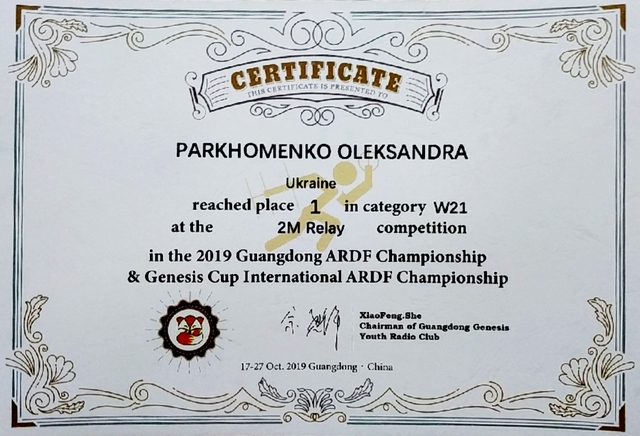 CERTIFICATE
THIS CERTIFICATE IS PRESENTED TO
PARKHOMENKO OLEKSANDRA
Ukraine
reached place 1 in category W21
at the 2M Relay competition
in the 2019 Guangdong ARDF Championship
& Genesis Cup International ARDF Championship
XiaoFeng.She
Chairman of Guangdong Genesis
Youth Radio Club
17-27 Oct. 2019 Guangdong · China